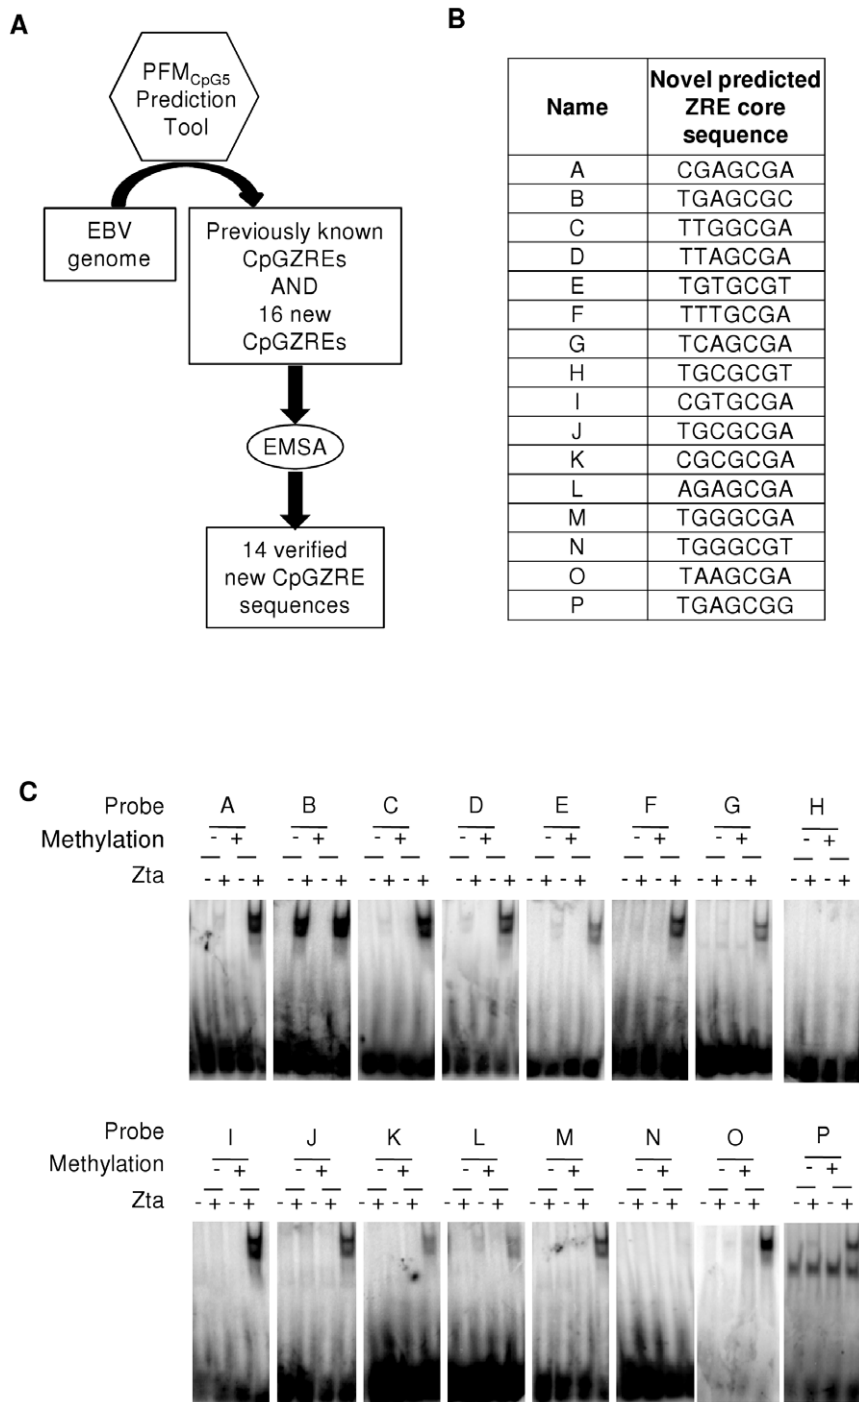 A
PFMCpG5
Prediction
Tool
EBV
genome
Previously known
CpGZREs
AND
16 new
CpGZREs
EMSA
14 verified
new CpGZRE
sequences
B
Name Novel predicted ZRE core sequence
A CGAGCGA
B TGAGCGC
C TTGGCGA
D TTAGCGA
E TGTGCGT
F TTTGCGA
G TCAGCGA
H TGCGCGT
I CGTGCGA
J TGCGCGA
K CGCGCGA
L AGAGCGA
M TGGGCGA
N TGGGCGT
O TAAGCGA
P TGAGCGG
C
Probe A B C D E F G H
Methylation - + - + - + - + - + - + - + - +
Zta - + - + - + - + - + - + - + - + - + - + - + - + - + - + - + - +
Probe I J K L M N O P
Methylation - + - + - + - + - + - + - + - +
Zta - + - + - + - + - + - + - + - + - + - + - + - + - + - + - + - +